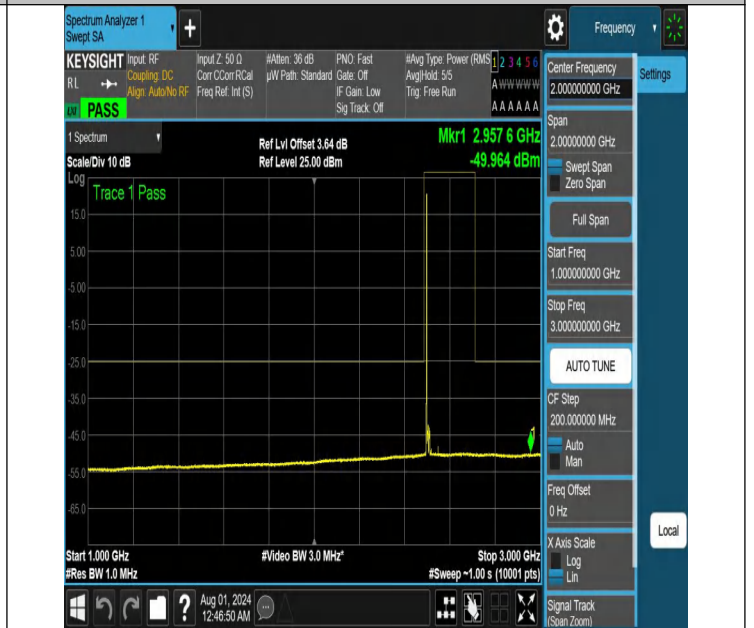 Spectrum Analyzer 1
Swept SA
Frequency
KEYSIGHT
RL
PASS
Input: RF
Coupling: DC
Align: Auto/No RF
Input Z: 50 Ω
Corr CCorr RCal
Freq Ref: Int (S)
#Atten: 36 dB
µW Path: Standard
PNO: Fast
Gate: Off
IF Gain: Low
Sig Track: Off
#Avg Type: Power (RMS
Avg|Hold: 5/5
Trig: Free Run
1 2 3 4 5 6
A W W W W W
A A A A A A
1 Spectrum
Scale/Div 10 dB
Ref Lvl Offset 3.64 dB
Ref Level 25.00 dBm
Mkr1 2.957 6 GHz
-49.964 dBm
Log
Trace 1 Pass
15.0
5.00
-5.00
-15.0
-25.0
-35.0
-45.0
-55.0
-65.0
Start 1.000 GHz
#Res BW 1.0 MHz
#Video BW 3.0 MHz*
Stop 3.000 GHz
#Sweep ~1.00 s (10001 pts)
Center Frequency
2.000000000 GHz
Settings
Span
2.00000000 GHz
Swept Span
Zero Span
Full Span
Start Freq
1.000000000 GHz
Stop Freq
3.000000000 GHz
AUTO TUNE
CF Step
200.000000 MHz
Auto
Man
Freq Offset
0 Hz
X Axis Scale
Log
Lin
Signal Track
(Span Zoom)
Local
?
Aug 01, 2024
12:46:50 AM